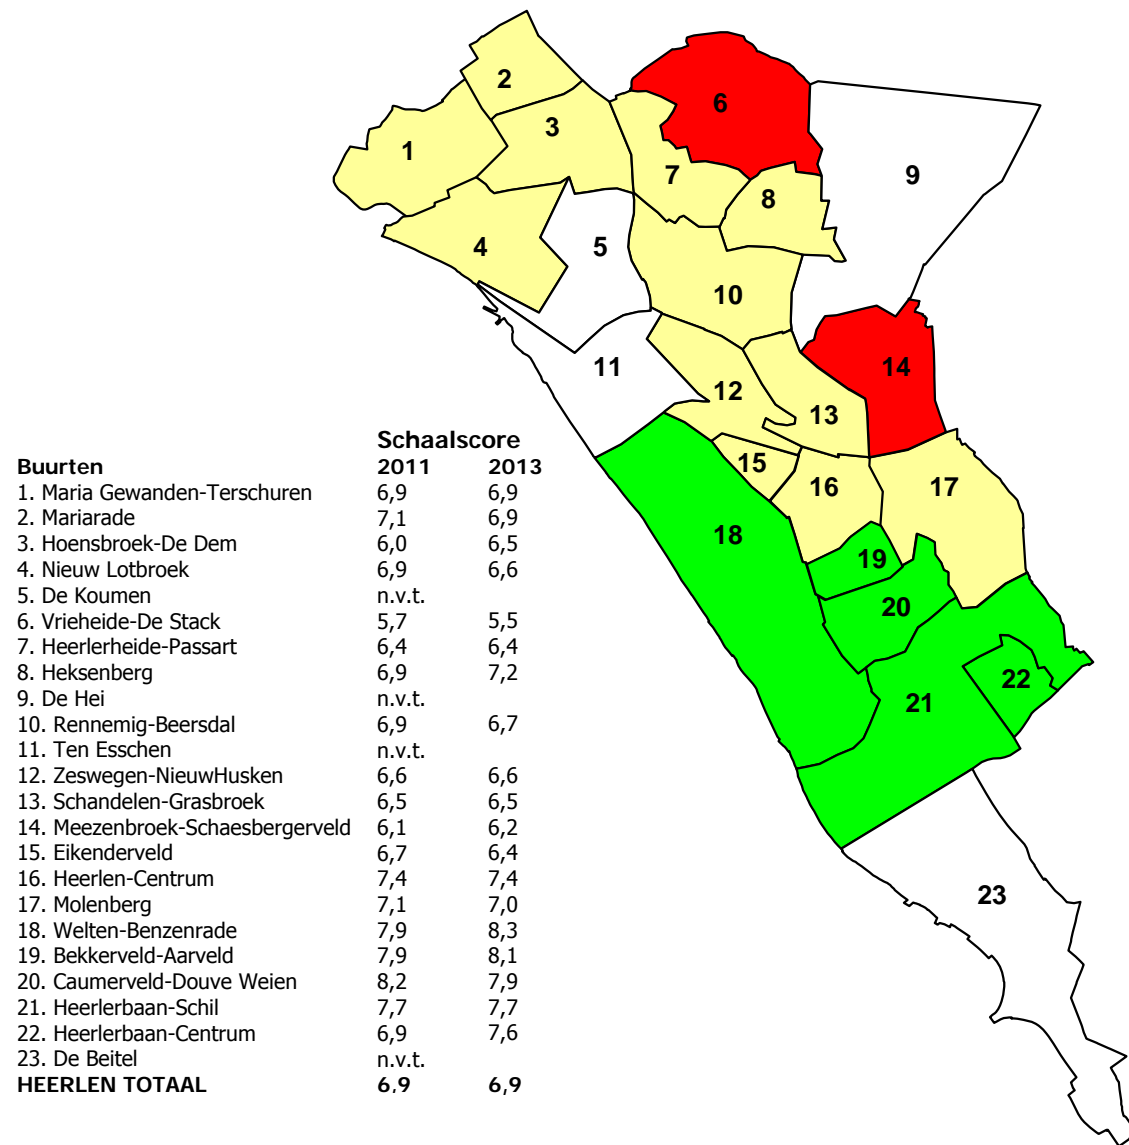 2
6
3
1
9
7
8
4
5
10
11
14
12
13
15
16
17
18
19
20
22
21
23
Schaalscore
Buurten 2011 2013
1. Maria Gewanden-Terschuren 6,9 6,9
2. Mariarade 7,1 6,9
3. Hoensbroek-De Dem 6,0 6,5
4. Nieuw Lotbroek 6,9 6,6
5. De Koumen n.v.t.
6. Vrieheide-De Stack 5,7 5,5
7. Heerlerheide-Passart 6,4 6,4
8. Heksenberg 6,9 7,2
9. De Hei n.v.t.
10. Rennemig-Beersdal 6,9 6,7
11. Ten Esschen n.v.t.
12. Zeswegen-NieuwHusken 6,6 6,6
13. Schandelen-Grasbroek 6,5 6,5
14. Meezenbroek-Schaesbergerveld 6,1 6,2
15. Eikenderveld 6,7 6,4
16. Heerlen-Centrum 7,4 7,4
17. Molenberg 7,1 7,0
18. Welten-Benzenrade 7,9 8,3
19. Bekkerveld-Aarveld 7,9 8,1
20. Caumerveld-Douve Weien 8,2 7,9
21. Heerlerbaan-Schil 7,7 7,7
22. Heerlerbaan-Centrum 6,9 7,6
23. De Beitel n.v.t.
HEERLEN TOTAAL 6,9 6,9